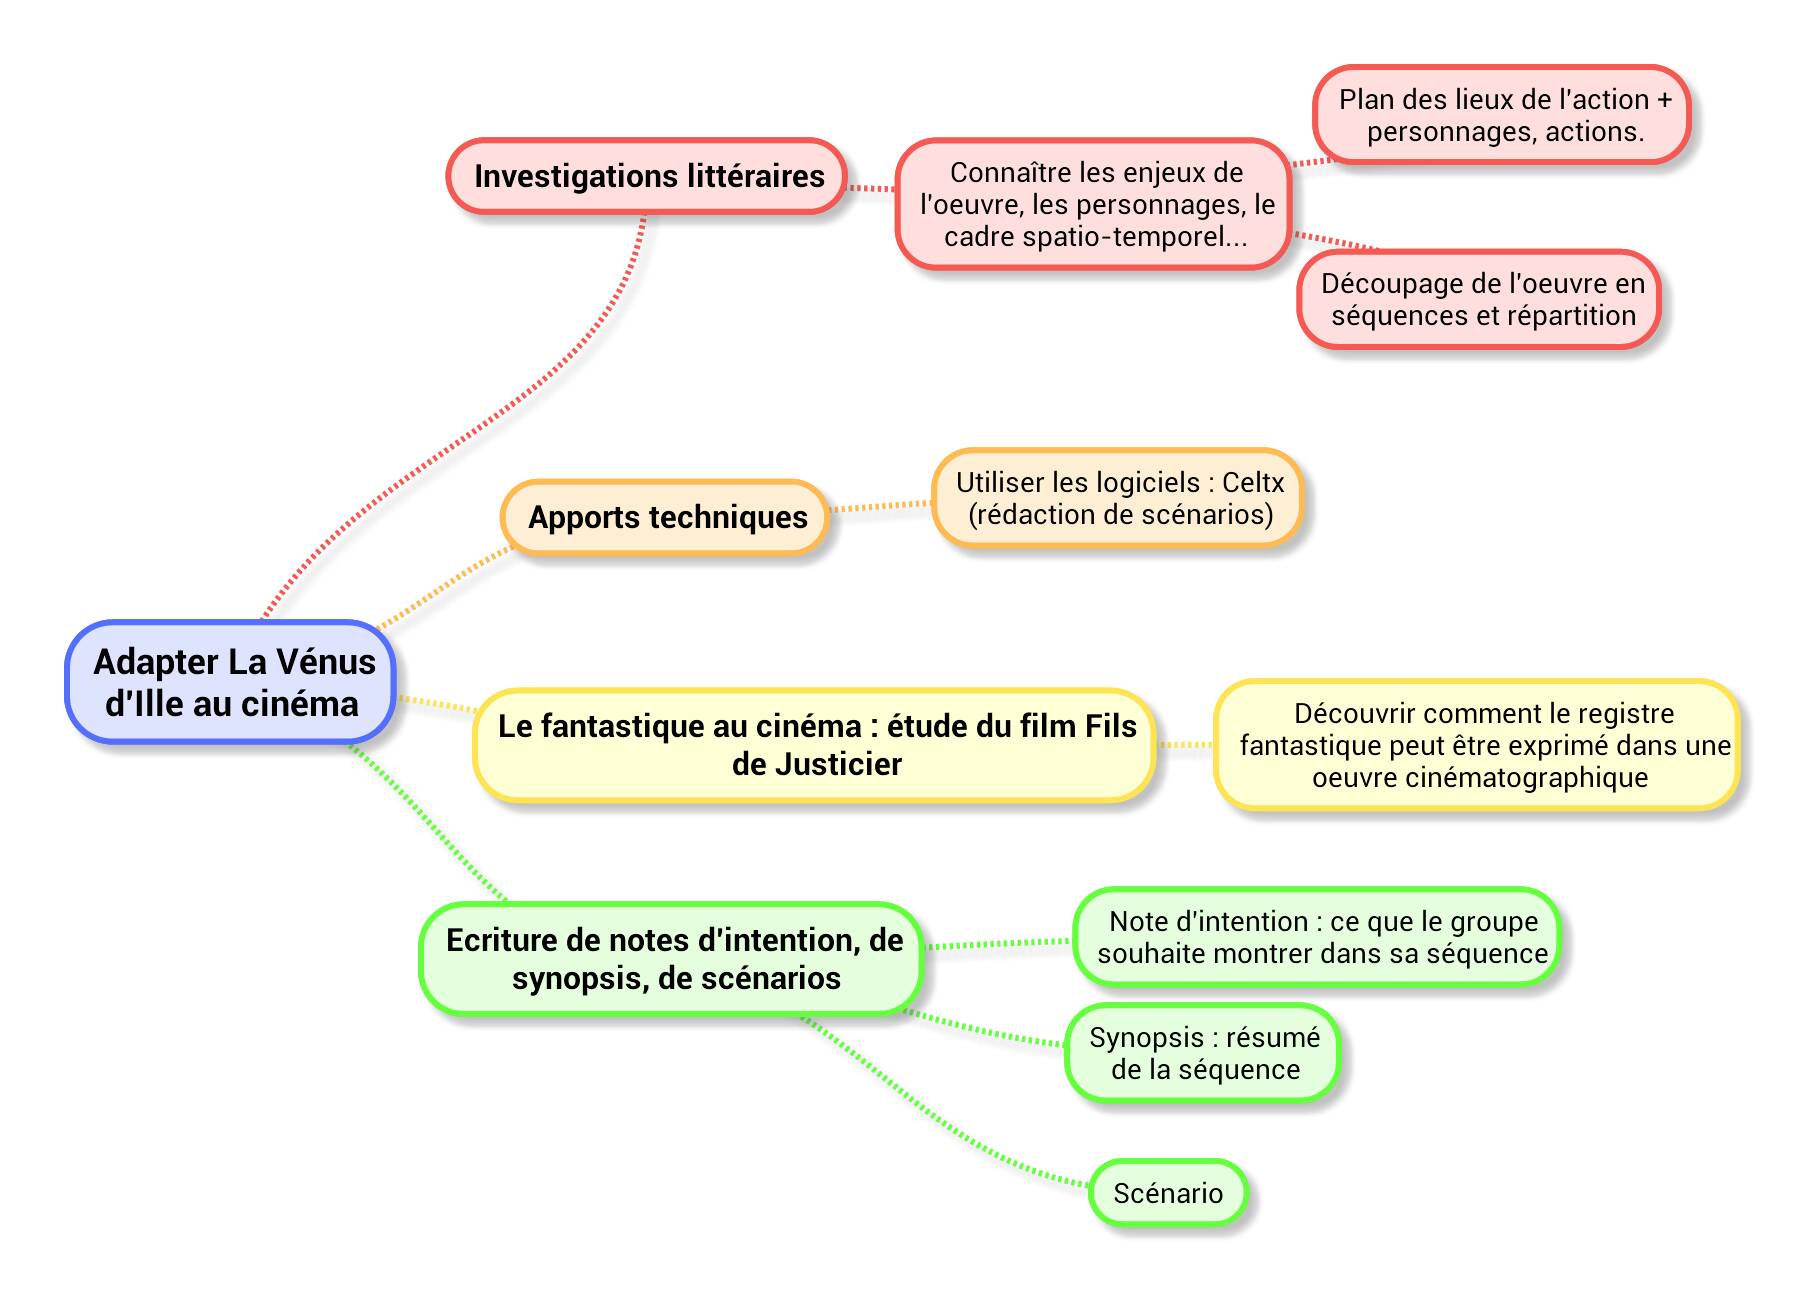 Plan des lieux de l'action +
personnages, actions.
Investigations littéraires
Connaître les enjeux de
l'oeuvre, les personnages, le
cadre spatio-temporel...
Découpage de l'oeuvre en
séquences et répartition
Utiliser les logiciels : Celtx
(rédaction de scénarios)
Apports techniques
Adapter La Vénus
d'Ille au cinéma
Le fantastique au cinéma : étude du film Fils
de Justicier
Découvrir comment le registre
fantastique peut être exprimé dans une
oeuvre cinématographique
Ecriture de notes d'intention, de
synopsis, de scénarios
Note d'intention : ce que le groupe
souhaite montrer dans sa séquence
Synopsis : résumé
de la séquence
Scénario